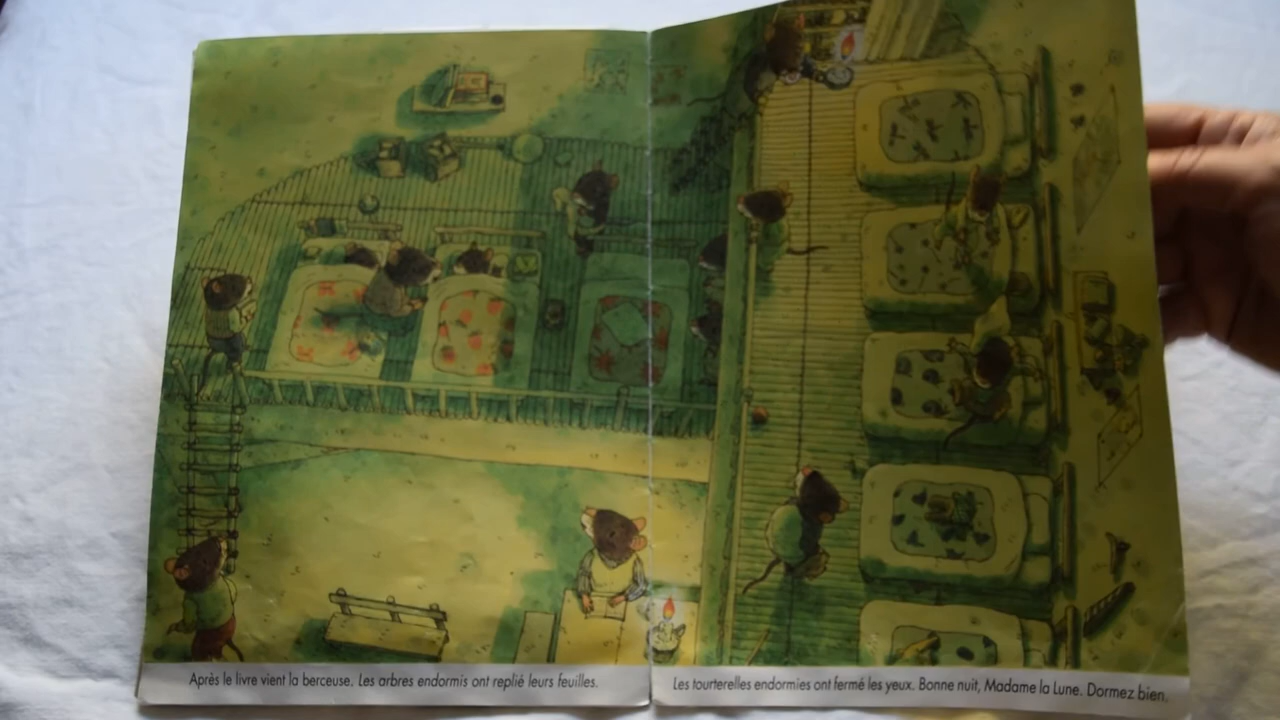 Après le livre vient la berceuse. Les arbres endormis ont replié leurs feuilles.
Les tourterelles endormies ont fermé les yeux. Bonne nuit, Madame la Lune. Dormez bien.